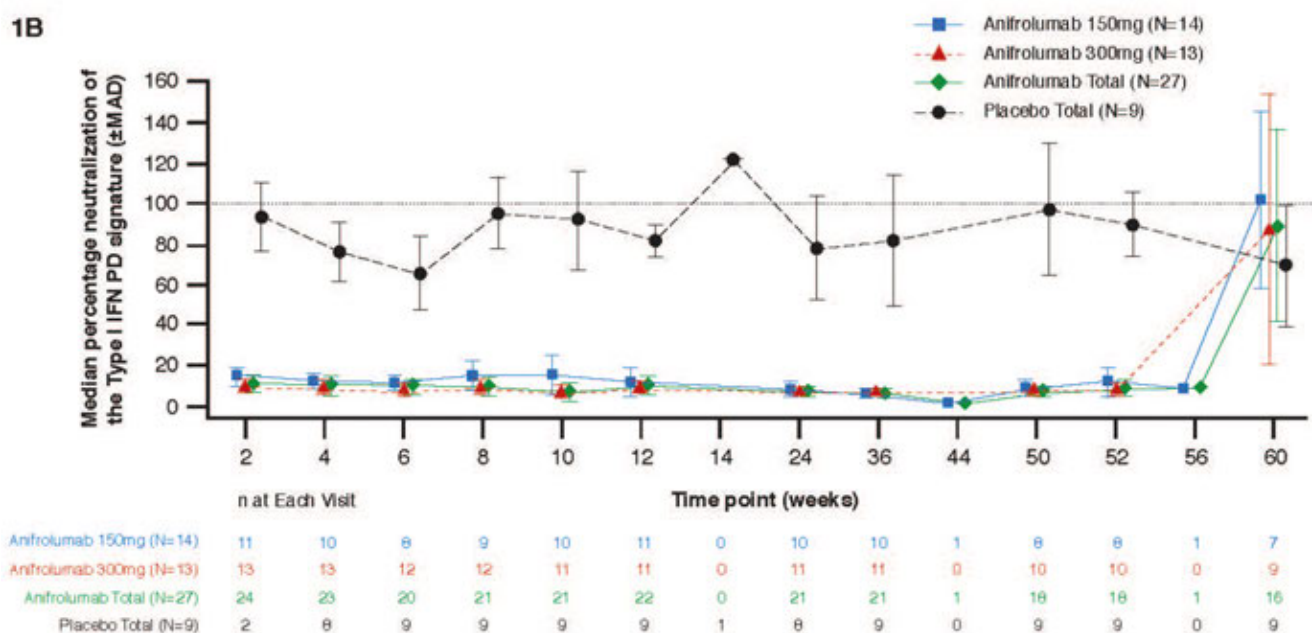 1B
Anifrolumab 150mg (N=14)
Anifrolumab 300mg (N=13)
Anifrolumab Total (N=27)
Placebo Total (N=9)
Median percentage neutralization of
the Type I IFN PD signature (±MAD)
160
140
120
100
80
60
40
20
0
2 4 6 8 10 12 14 24 36 44 50 52 56 60
n at Each Visit
Time point (weeks)
Anifrolumab 150mg (N=14) 11 10 8 9 10 11 0 10 10 1 8 8 1 7
Anifrolumab 300mg (N=13) 13 13 12 12 11 11 0 11 11 0 10 10 0 9
Anifrolumab Total (N=27) 24 23 20 21 21 22 0 21 21 1 18 18 1 16
Placebo Total (N=9) 2 8 9 9 9 9 1 8 9 0 9 9 0 9